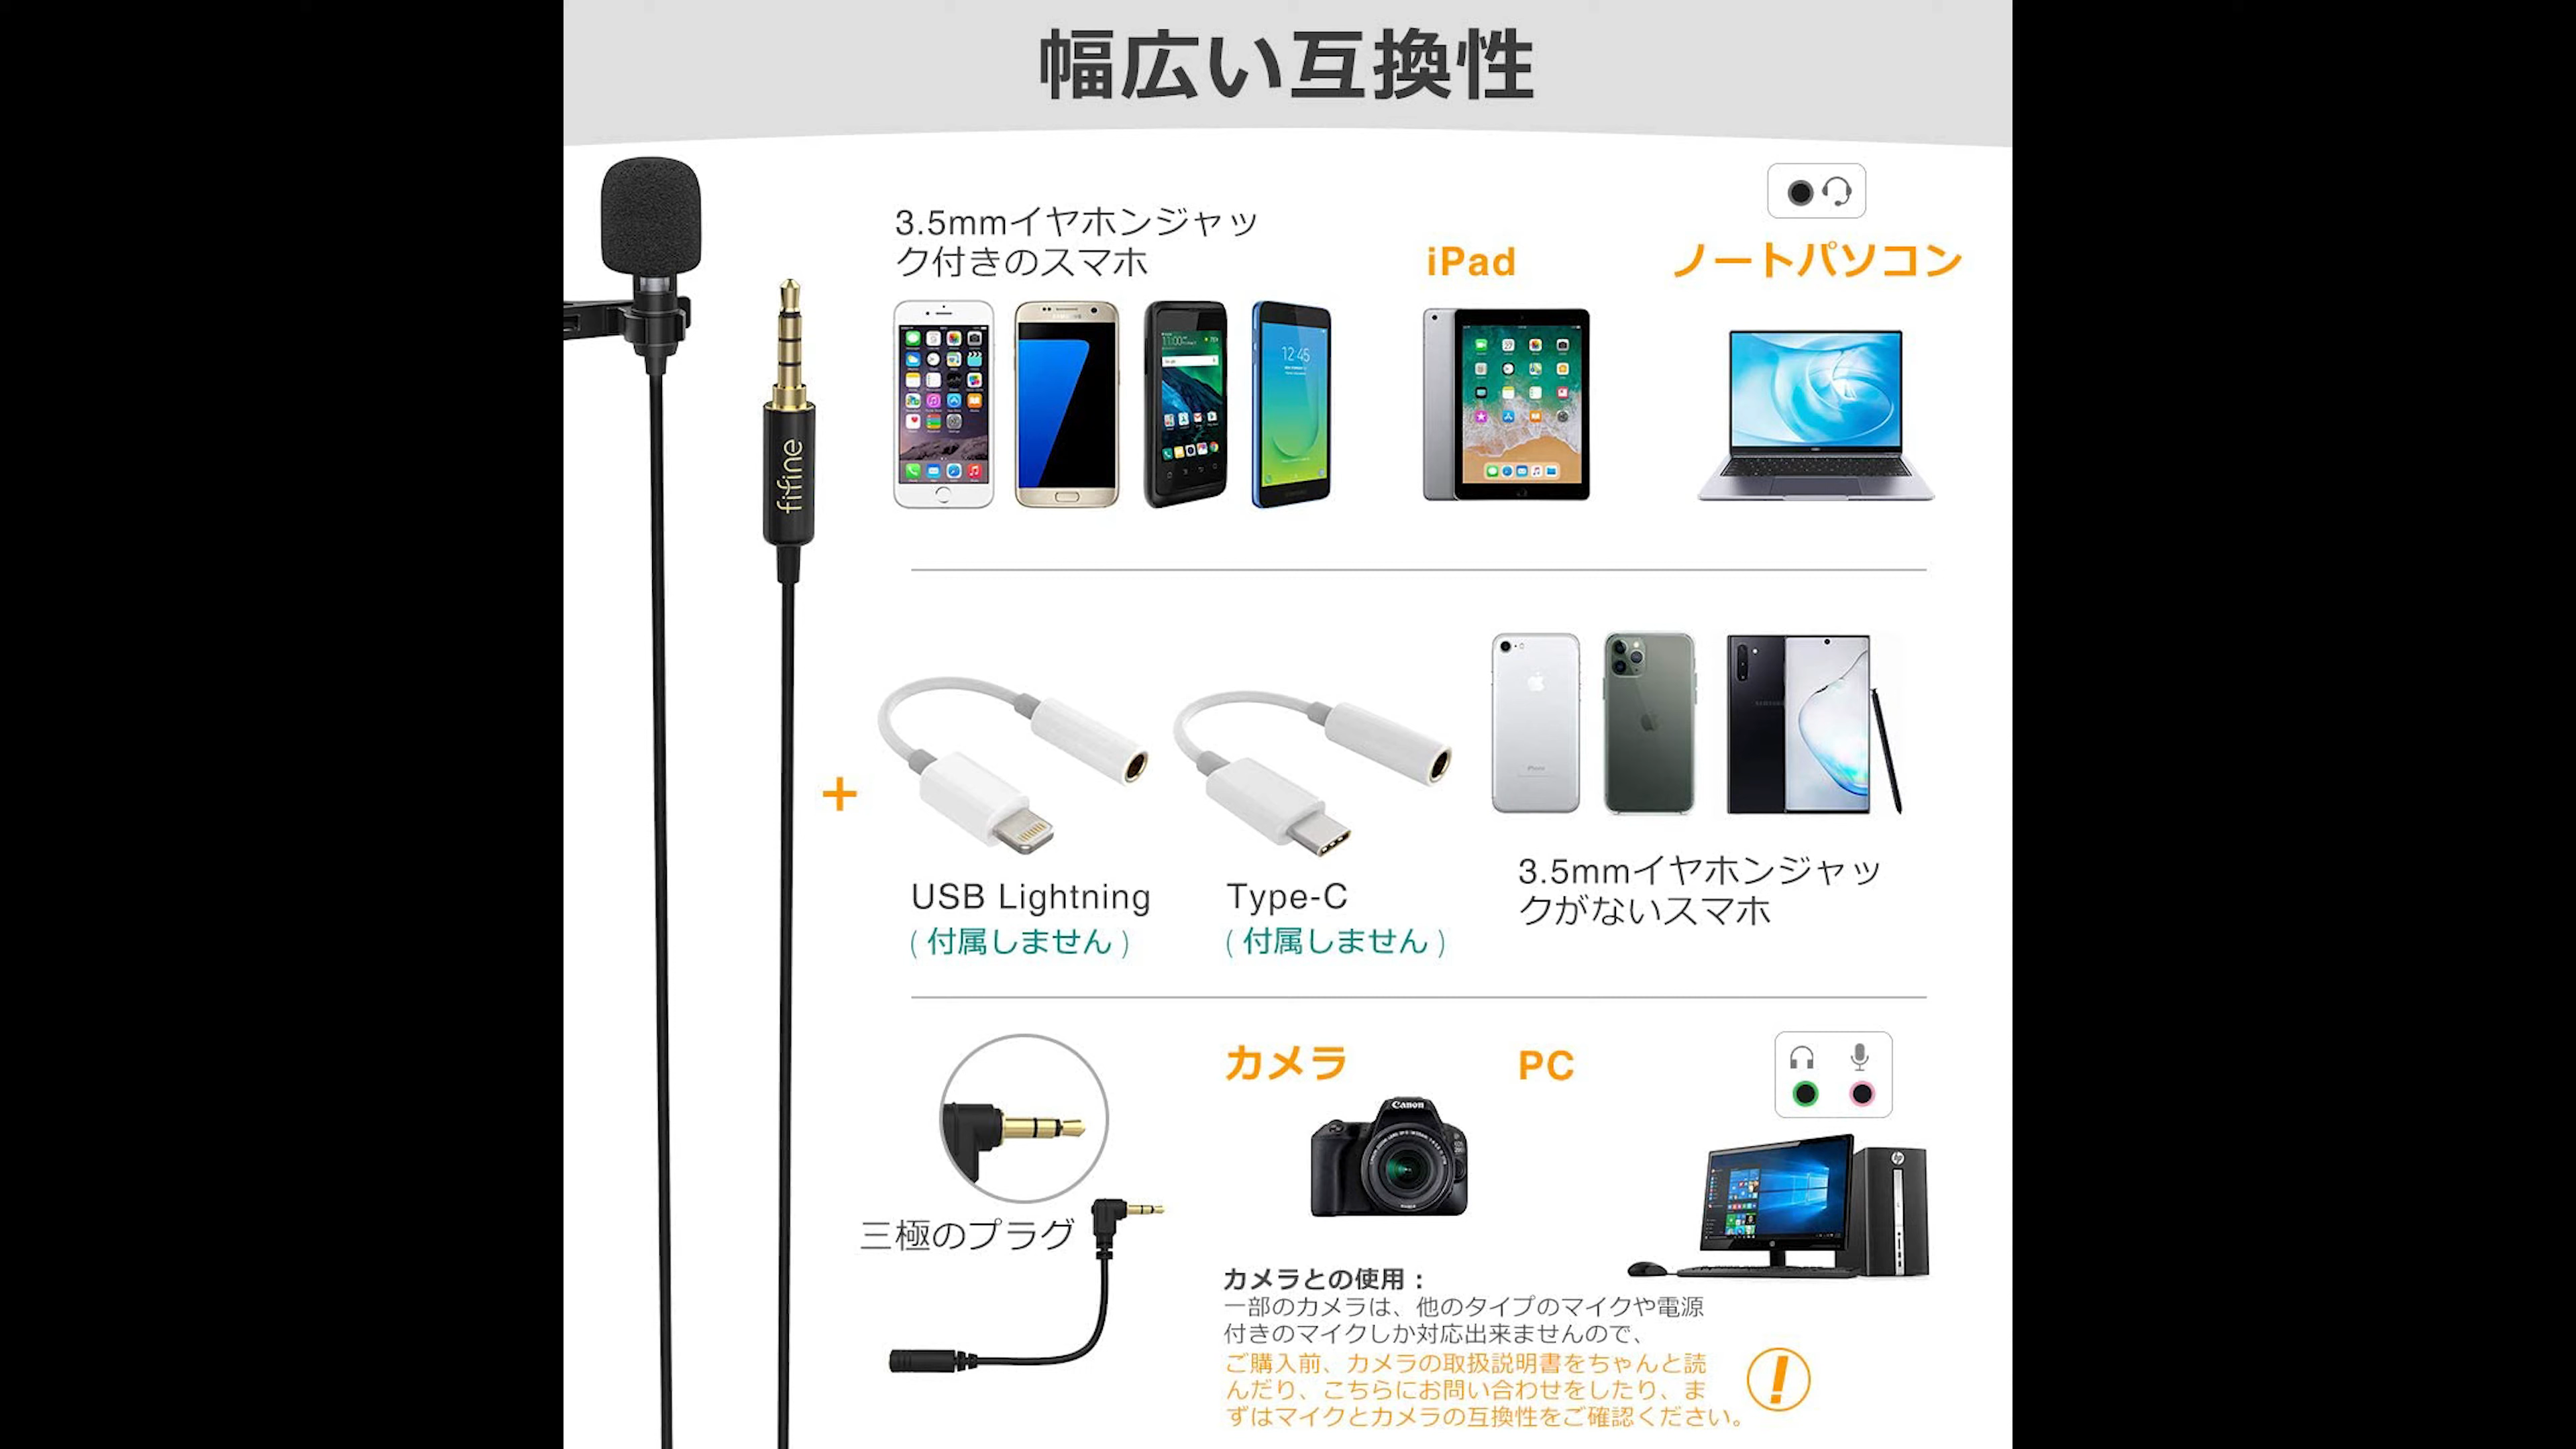 幅広い互換性
3.5mmイヤホンジャッ
ク付きのスマホ
iPad
ノートパソコン
fifine
12:45
USB Lightning
(付属しません)
Type-C
(付属しません)
3.5mmイヤホンジャッ
クがないスマホ
三極のプラグ
カメラ
PC
Canon
hp
カメラとの使用：
一部のカメラは、他のタイプのマイクや電源
付きのマイクしか対応出来ませんので、
ご購入前、カメラの取扱説明書をちゃんと読
んだり、こちらにお問い合わせをしたり、ま
ずはマイクとカメラの互換性をご確認ください。
!